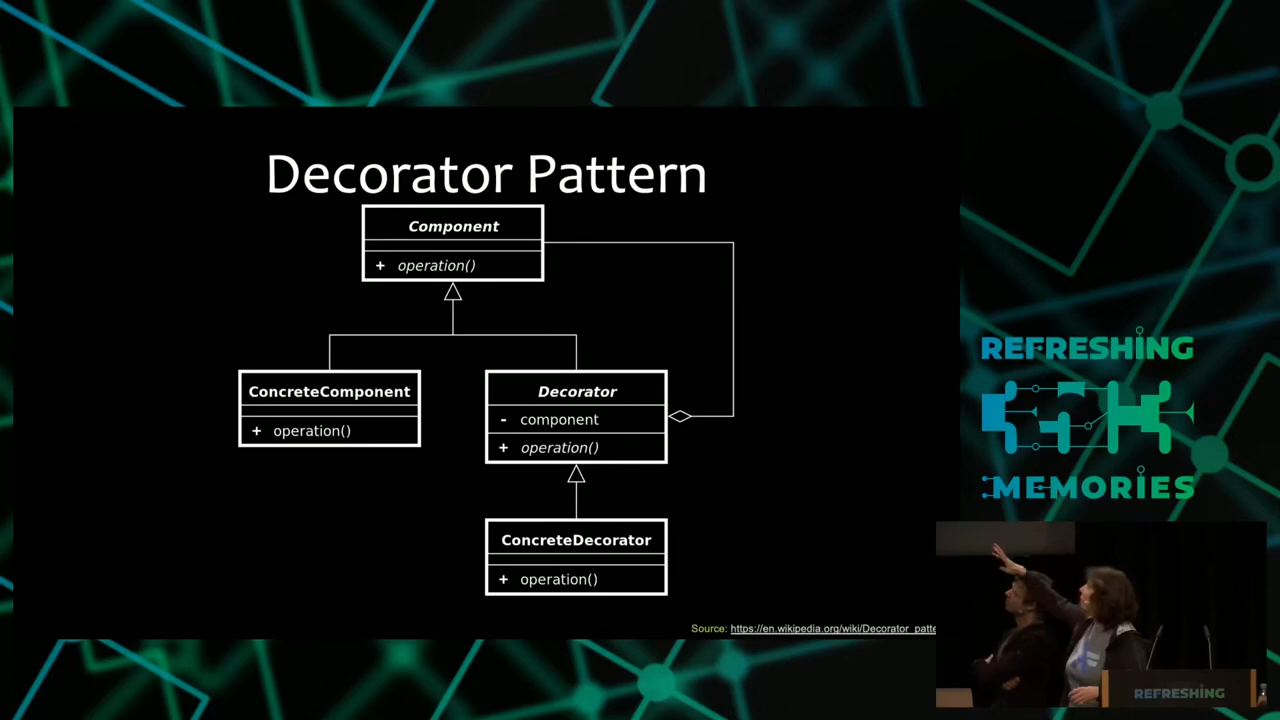 Decorator Pattern
Component
+ operation()
ConcreteComponent
+ operation()
Decorator
- component
+ operation()
ConcreteDecorator
+ operation()
Source: https://en.wikipedia.org/wiki/Decorator_patte
REFRESHING
MEMORIES
REFRESHING